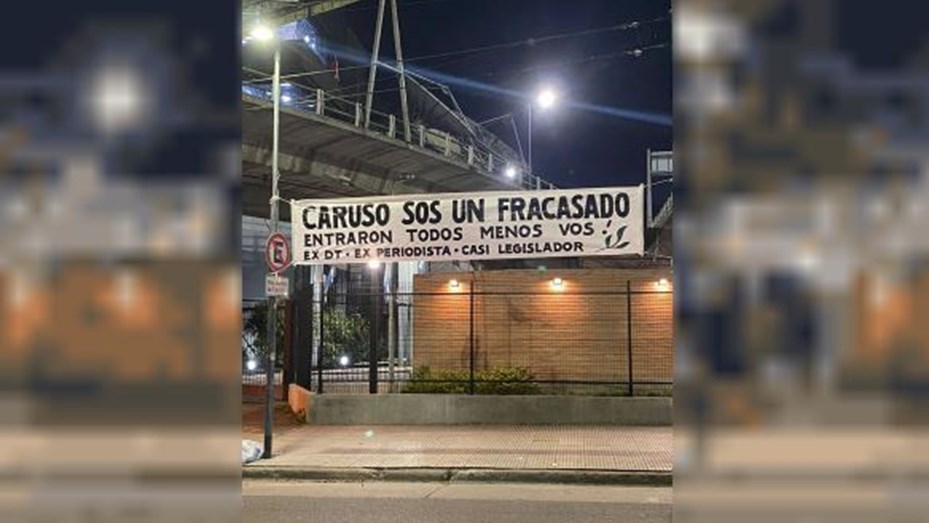 CARUSO SOS UN FRACASADO
ENTRARON TODOS MENOS VOS
EX DT · EX PERIODISTA · CASI LEGISLADOR
E